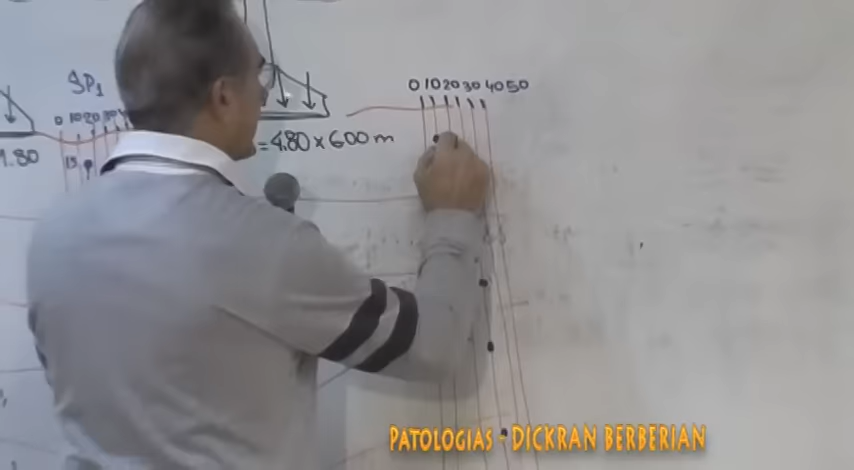 SP1
0 10 20 30
0 10 20 30 40 50
= 4.80 x 600 m
1.80
15
PATOLOGIAS - DICKRAN BERBERIAN